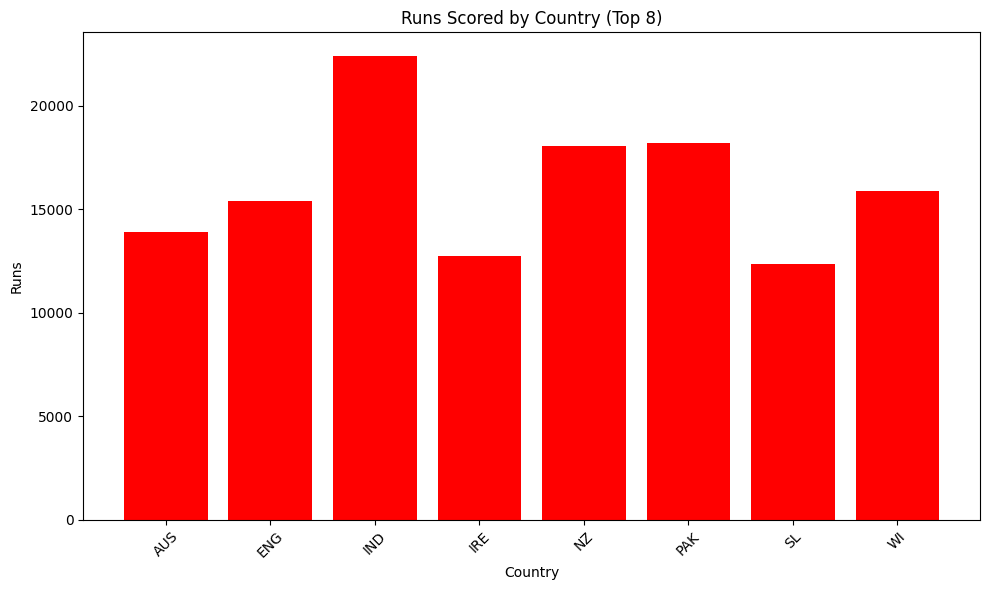 Runs Scored by Country (Top 8)
Runs
20000
15000
10000
5000
0
AUS
ENG
IND
IRE
NZ
PAK
SL
WI
Country